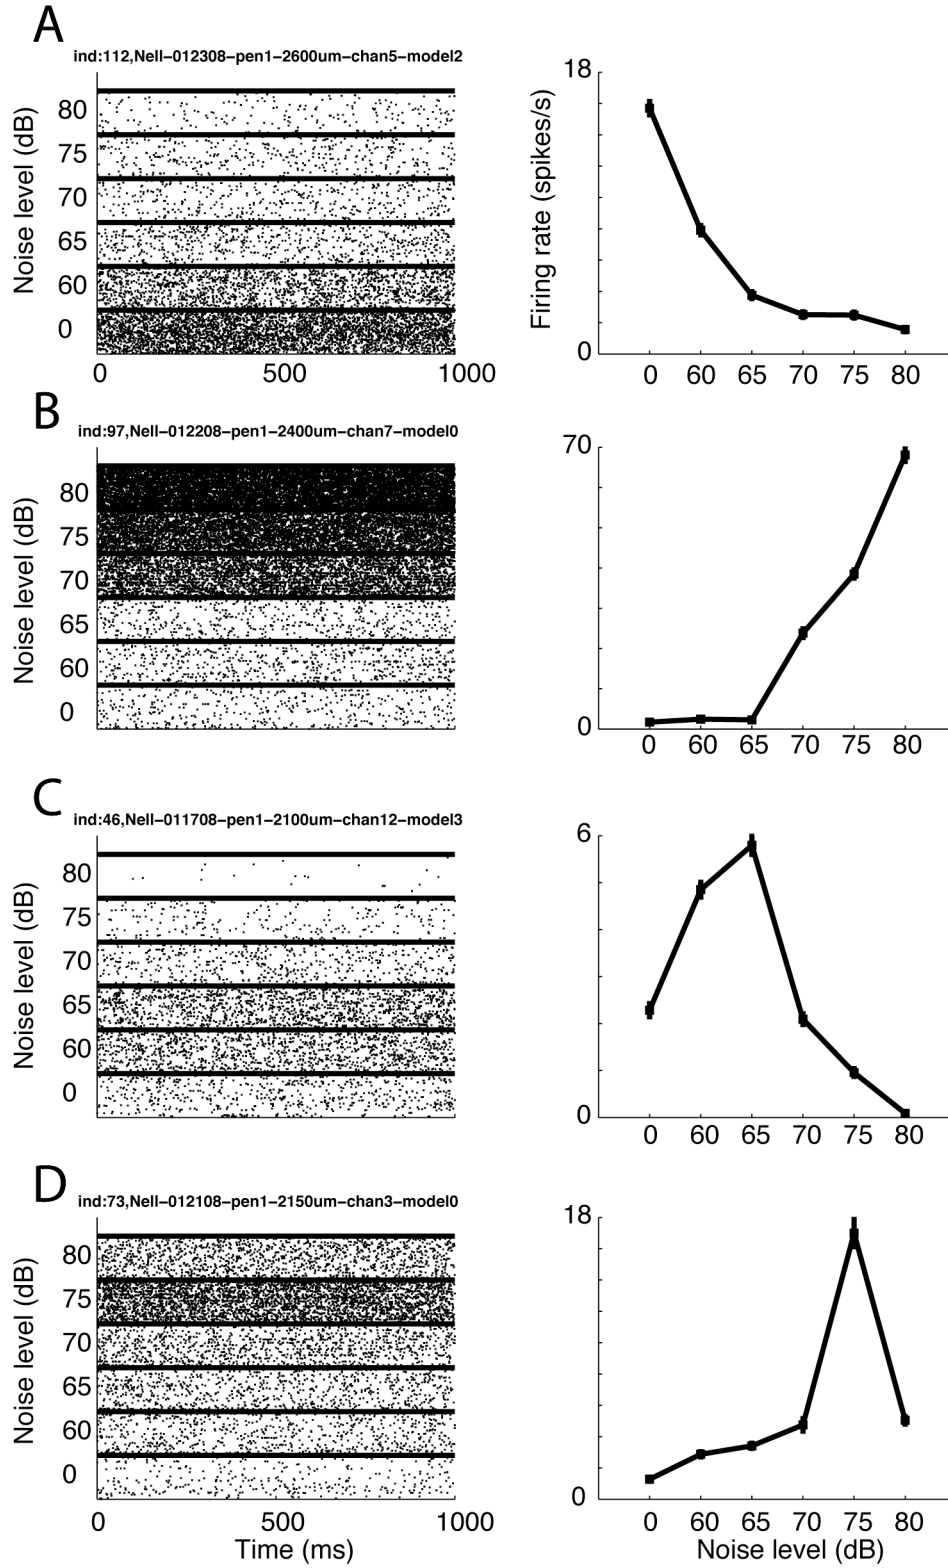 A
ind:112,Nell-012308-pen1-2600um-chan5-model2
Noise level (dB)
80
75
70
65
60
0
0 500 1000
Firing rate (spikes/s)
18
0
0 60 65 70 75 80
B
ind:97,Nell-012208-pen1-2400um-chan7-model0
Noise level (dB)
80
75
70
65
60
0
70
0
0 60 65 70 75 80
C
ind:46,Nell-011708-pen1-2100um-chan12-model3
Noise level (dB)
80
75
70
65
60
0
6
0
0 60 65 70 75 80
D
ind:73,Nell-012108-pen1-2150um-chan3-model0
Noise level (dB)
80
75
70
65
60
0
0 500 1000
Time (ms)
18
0
0 60 65 70 75 80
Noise level (dB)